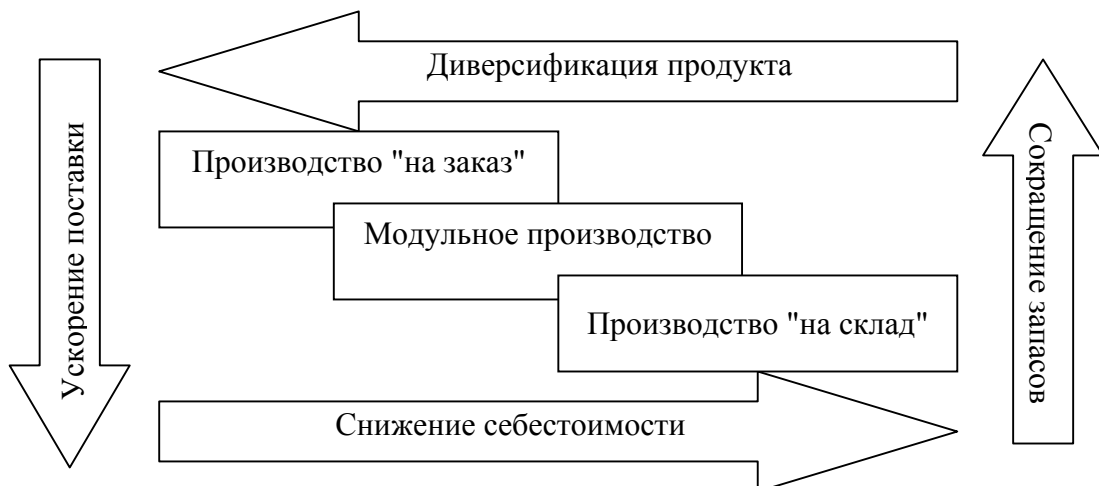 Диверсификация продукта
Ускорение поставки
Производство "на заказ"
Модульное производство
Производство "на склад"
Сокращение запасов
Снижение себестоимости